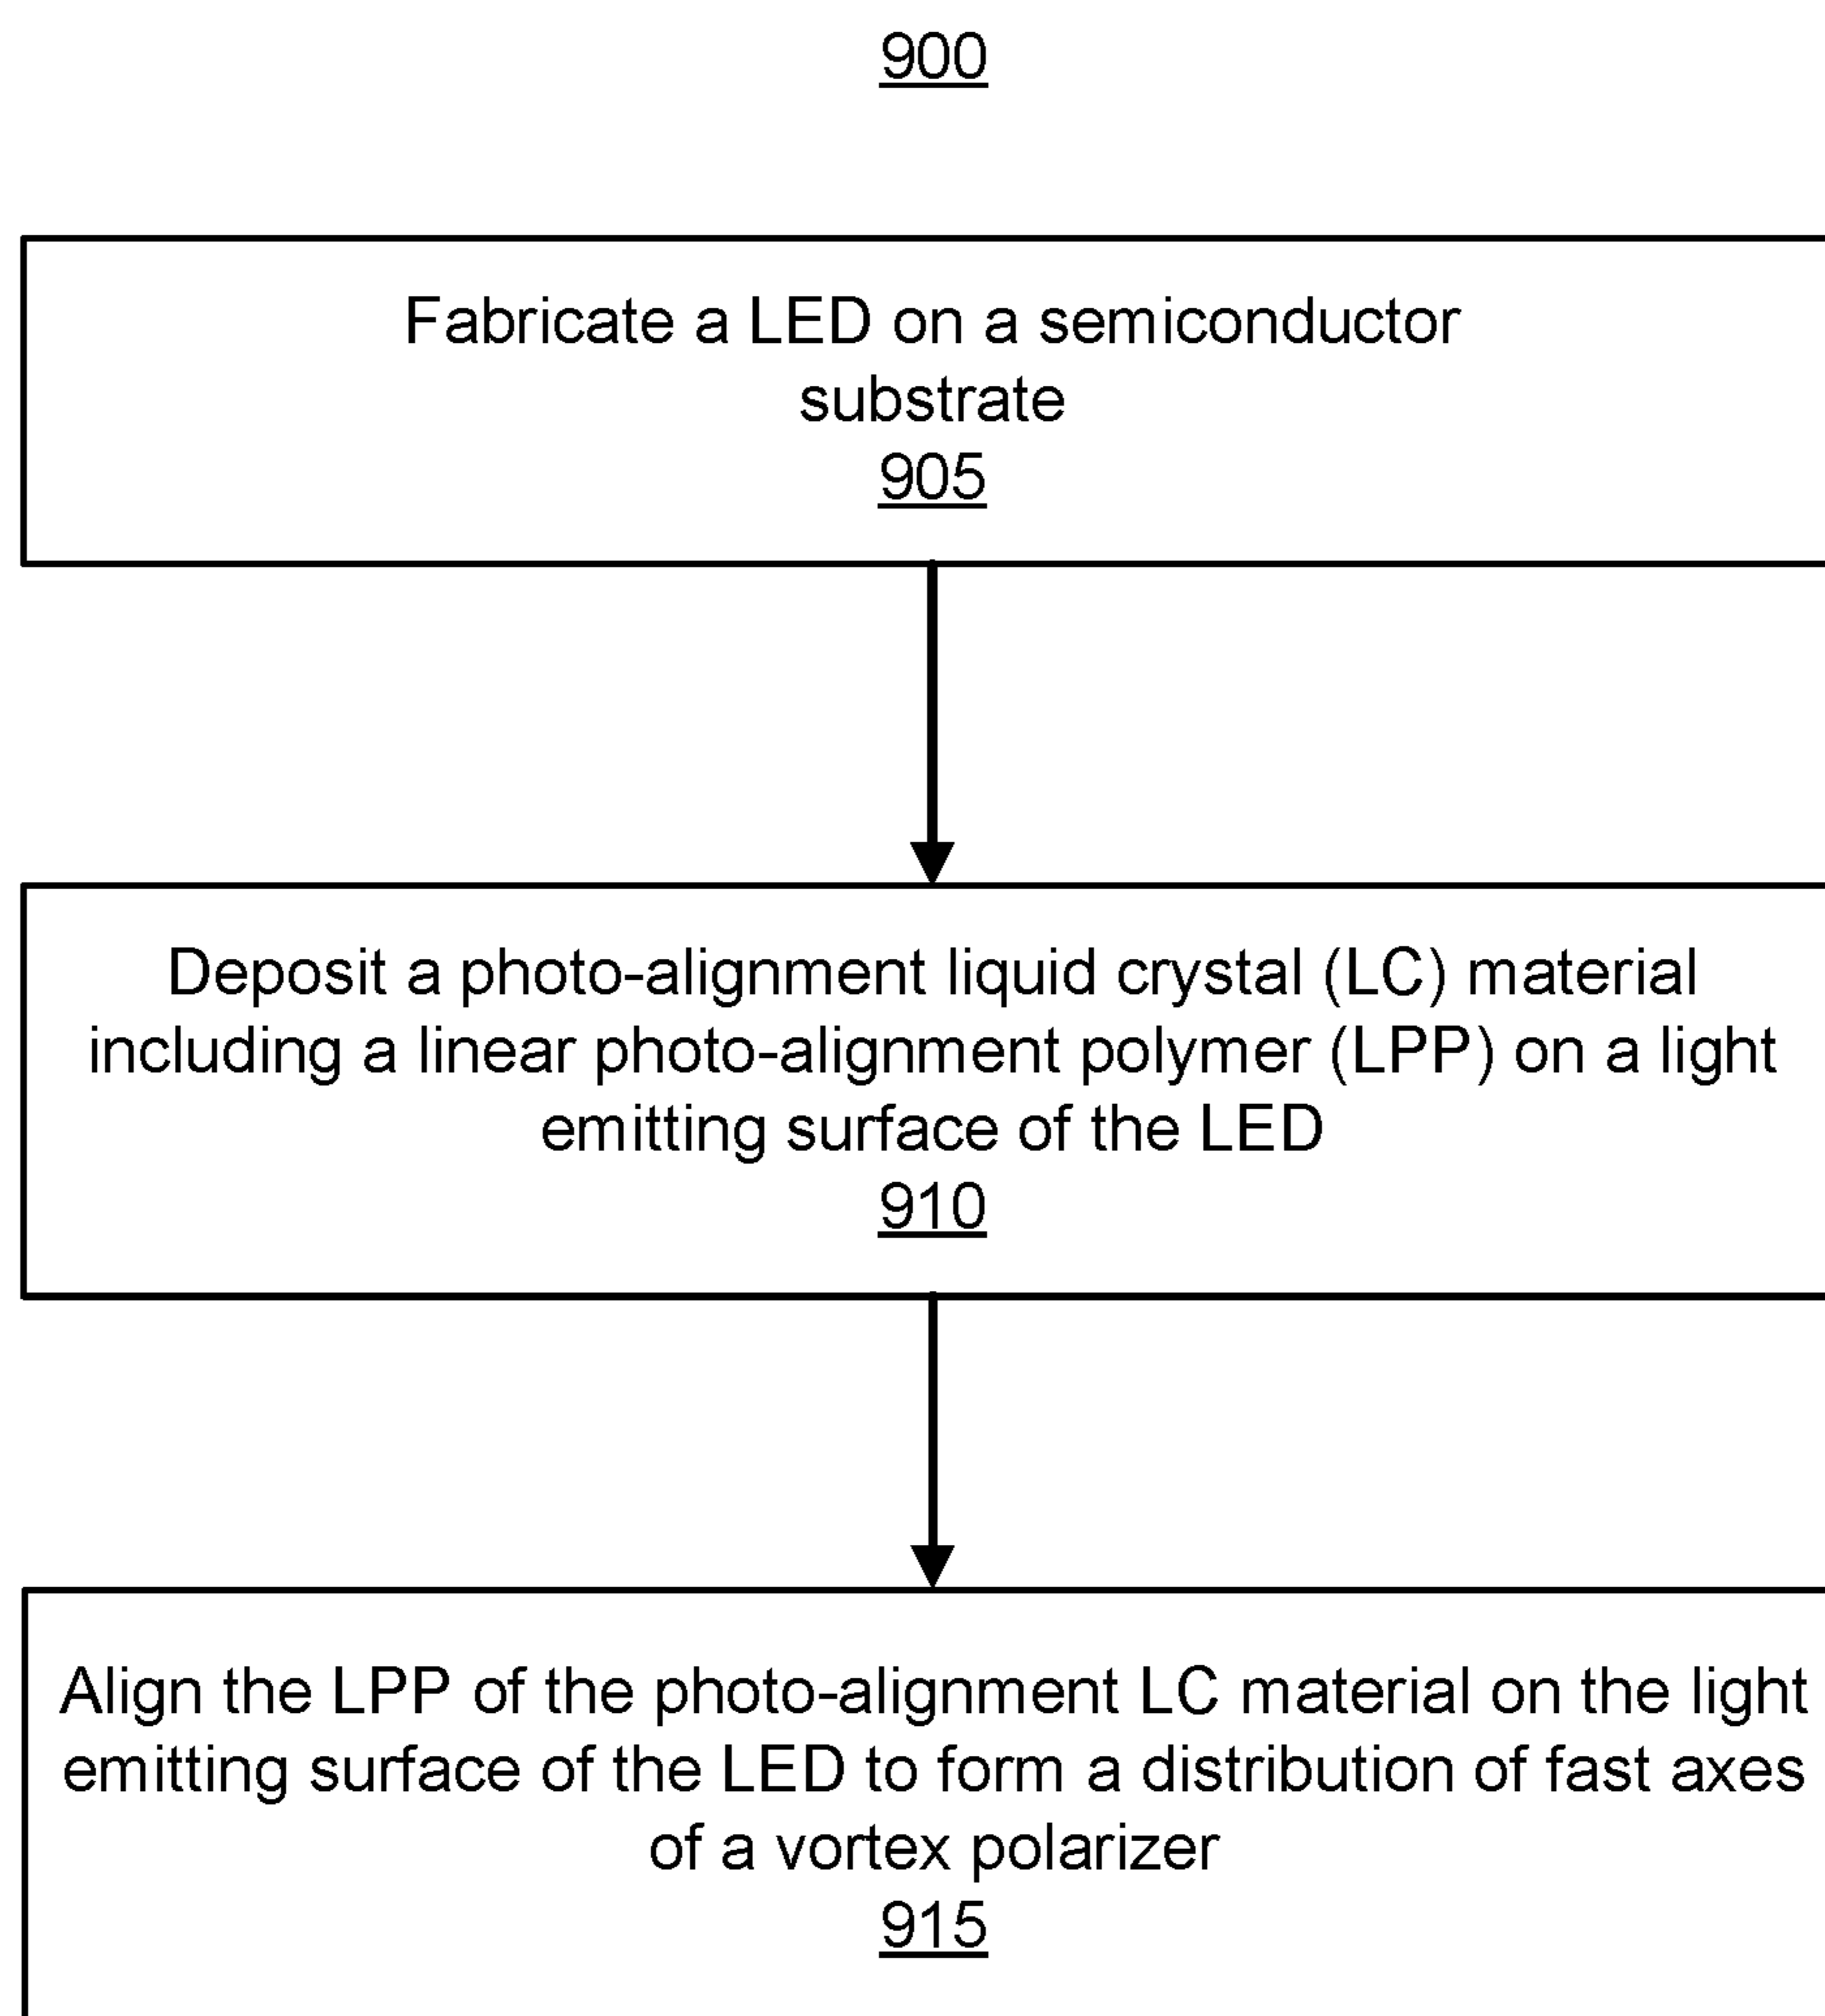 900
Fabricate a LED on a semiconductor
substrate
905
Deposit a photo-alignment liquid crystal (LC) material
including a linear photo-alignment polymer (LPP) on a light
emitting surface of the LED
910
Align the LPP of the photo-alignment LC material on the light
emitting surface of the LED to form a distribution of fast axes
of a vortex polarizer
915